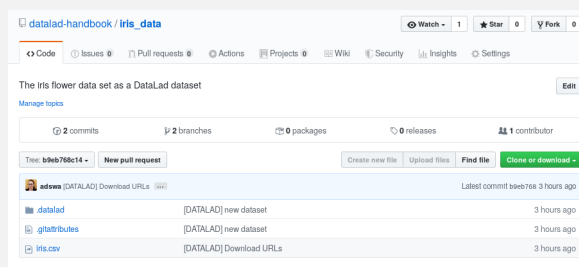 datalad-handbook / iris_data
Watch 1 Star 0 Fork 0
Code Issues 0 Pull requests 0 Actions Projects 0 Wiki Security Insights Settings
The iris flower data set as a DataLad dataset Edit
Manage topics
2 commits 2 branches 0 packages 0 releases 1 contributor
Tree: b9eb768c14 New pull request Create new file Upload files Find file Clone or download
adswa [DATALAD] Download URLs ... Latest commit b9eb768 3 hours ago
.datalad [DATALAD] new dataset 3 hours ago
.gitattributes [DATALAD] new dataset 3 hours ago
iris.csv [DATALAD] Download URLs 3 hours ago